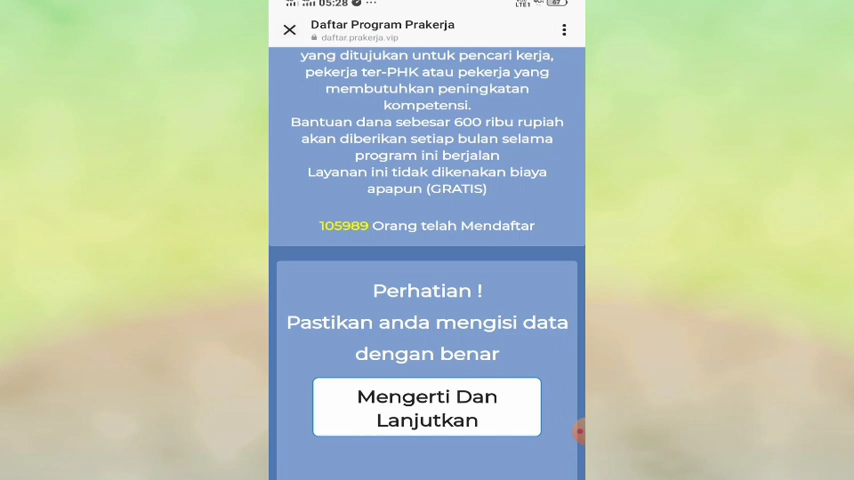 05:28
67
Daftar Program Prakerja
daftar.prakerja.vip
yang ditujukan untuk pencari kerja,
pekerja ter-PHK atau pekerja yang
membutuhkan peningkatan
kompetensi.
Bantuan dana sebesar 600 ribu rupiah
akan diberikan setiap bulan selama
program ini berjalan
Layanan ini tidak dikenakan biaya
apapun (GRATIS)
105989 Orang telah Mendaftar
Perhatian !
Pastikan anda mengisi data
dengan benar
Mengerti Dan
Lanjutkan